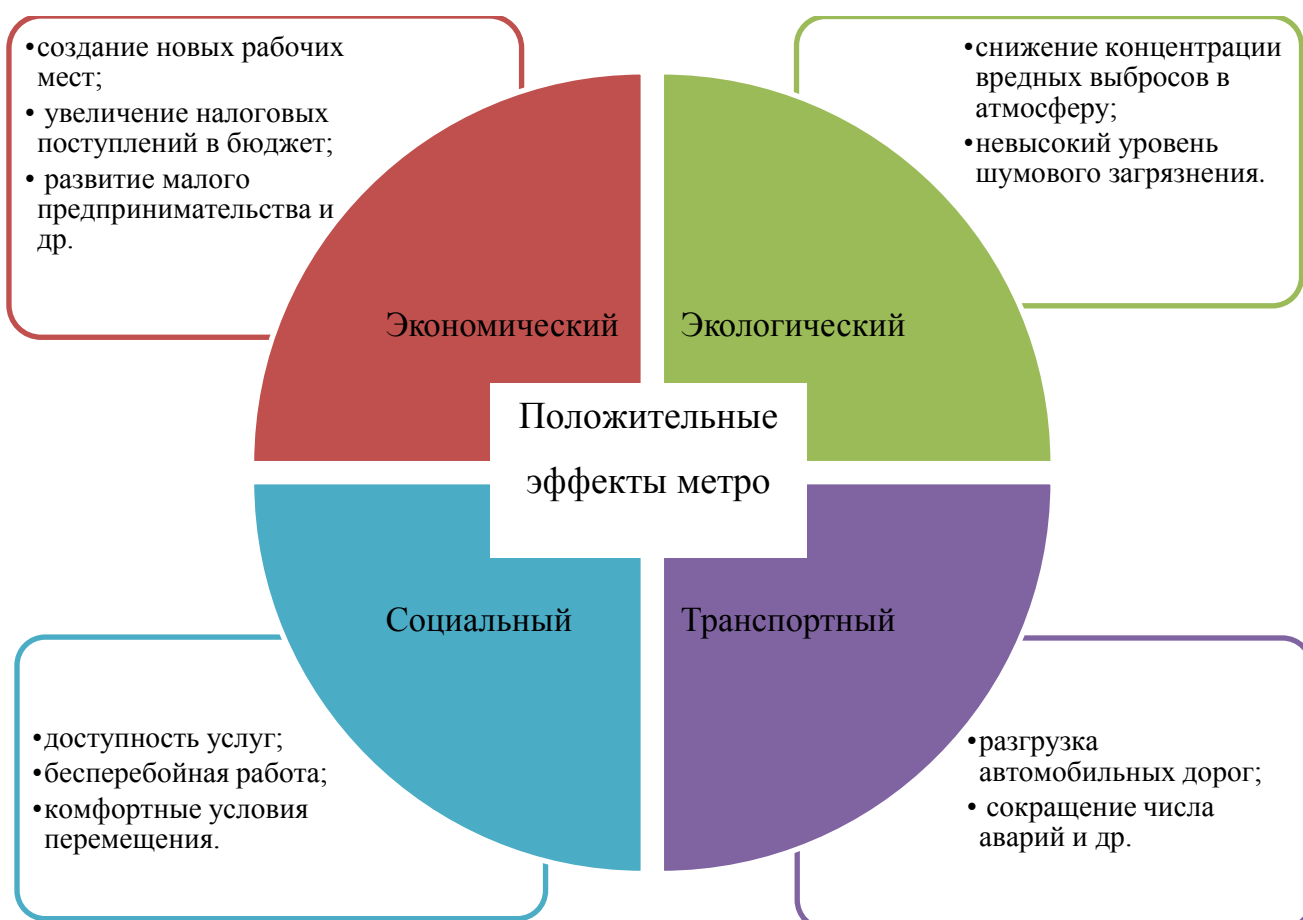 •создание новых рабочих
мест;
• увеличение налоговых
поступлений в бюджет;
• развитие малого
предпринимательства и
др.
•снижение концентрации
вредных выбросов в
атмосферу;
•невысокий уровень
шумового загрязнения.
Экономический
Экологический
Положительные
эффекты метро
Социальный
Транспортный
•доступность услуг;
•бесперебойная работа;
•комфортные условия
перемещения.
•разгрузка
автомобильных дорог;
• сокращение числа
аварий и др.